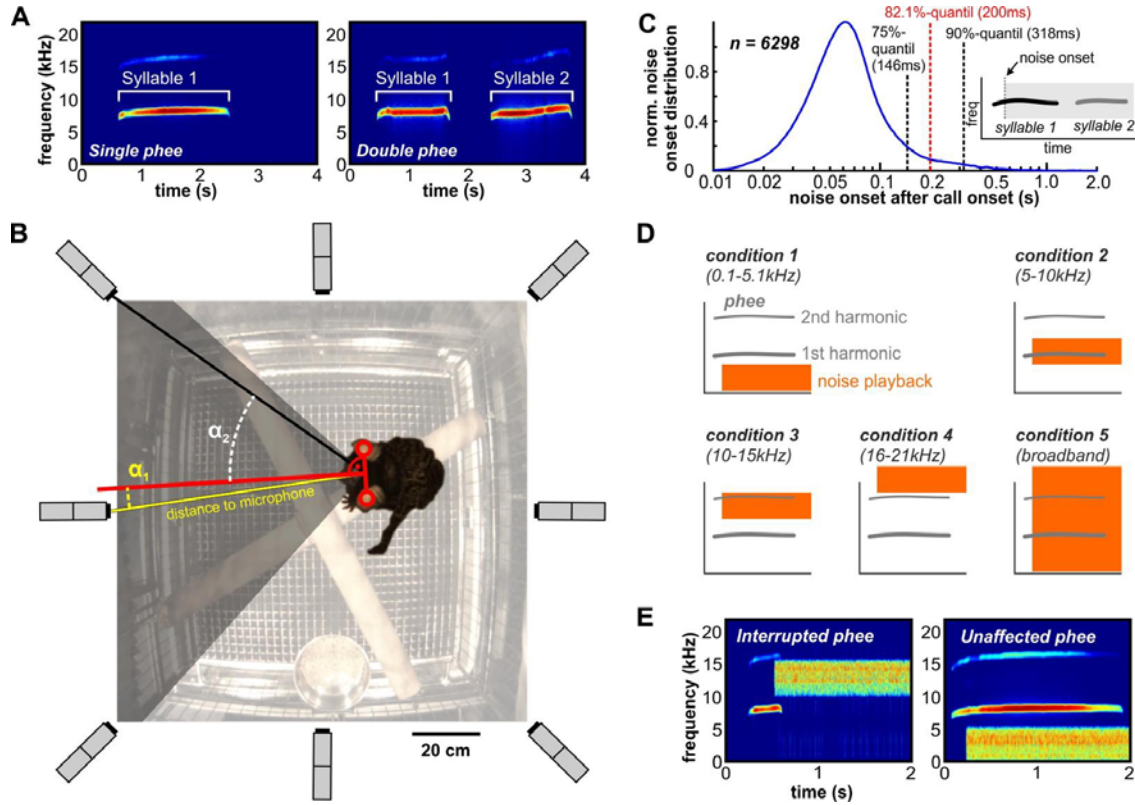 A
frequency (kHz)
20
15
10
5
0
Syllable 1
Single phee
0 1 2 3 4
time (s)
Syllable 1
Syllable 2
Double phee
0 1 2 3 4
time (s)
B
α1
α2
distance to microphone
20 cm
C
norm. noise
onset distribution
1.0
0.8
0.6
0.4
0.2
0
n = 6298
75%-
quantil
(146ms)
82.1%-quantil (200ms)
90%-quantil (318ms)
noise onset
freq
syllable 1
syllable 2
time
0.01 0.02 0.05 0.1 0.2 0.5 1.0 2.0
noise onset after call onset (s)
D
condition 1
(0.1-5.1kHz)
phee
2nd harmonic
1st harmonic
noise playback
condition 2
(5-10kHz)
condition 3
(10-15kHz)
condition 4
(16-21kHz)
condition 5
(broadband)
E
frequency (kHz)
20
15
10
5
0
Interrupted phee
0 1 2
Unaffected phee
20
15
10
5
0
0 1 2
time (s)